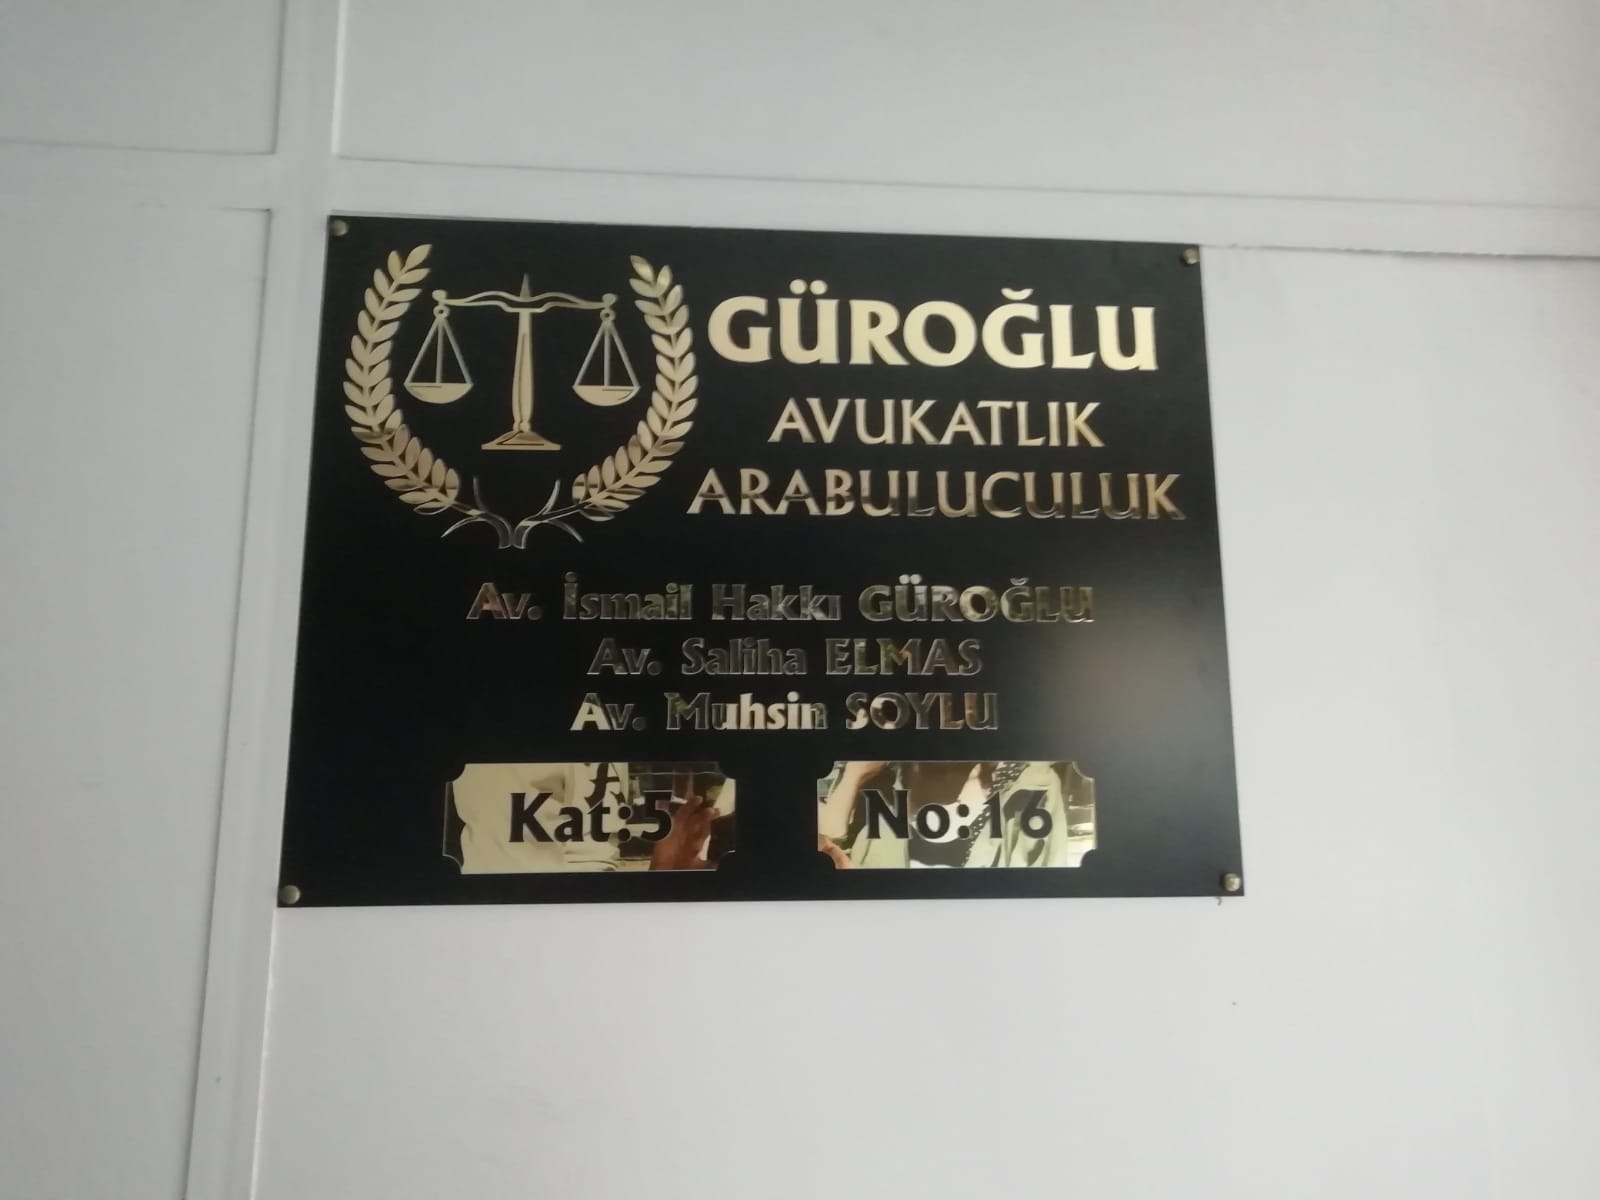 GÜROĞLU
AVUKATLIK
ARABULUCULUK
Av. İsmail Hakkı GÜROĞLU
Av. Saliha ELMAS
Av. Muhsin SOYLU
Kat:5 No:16